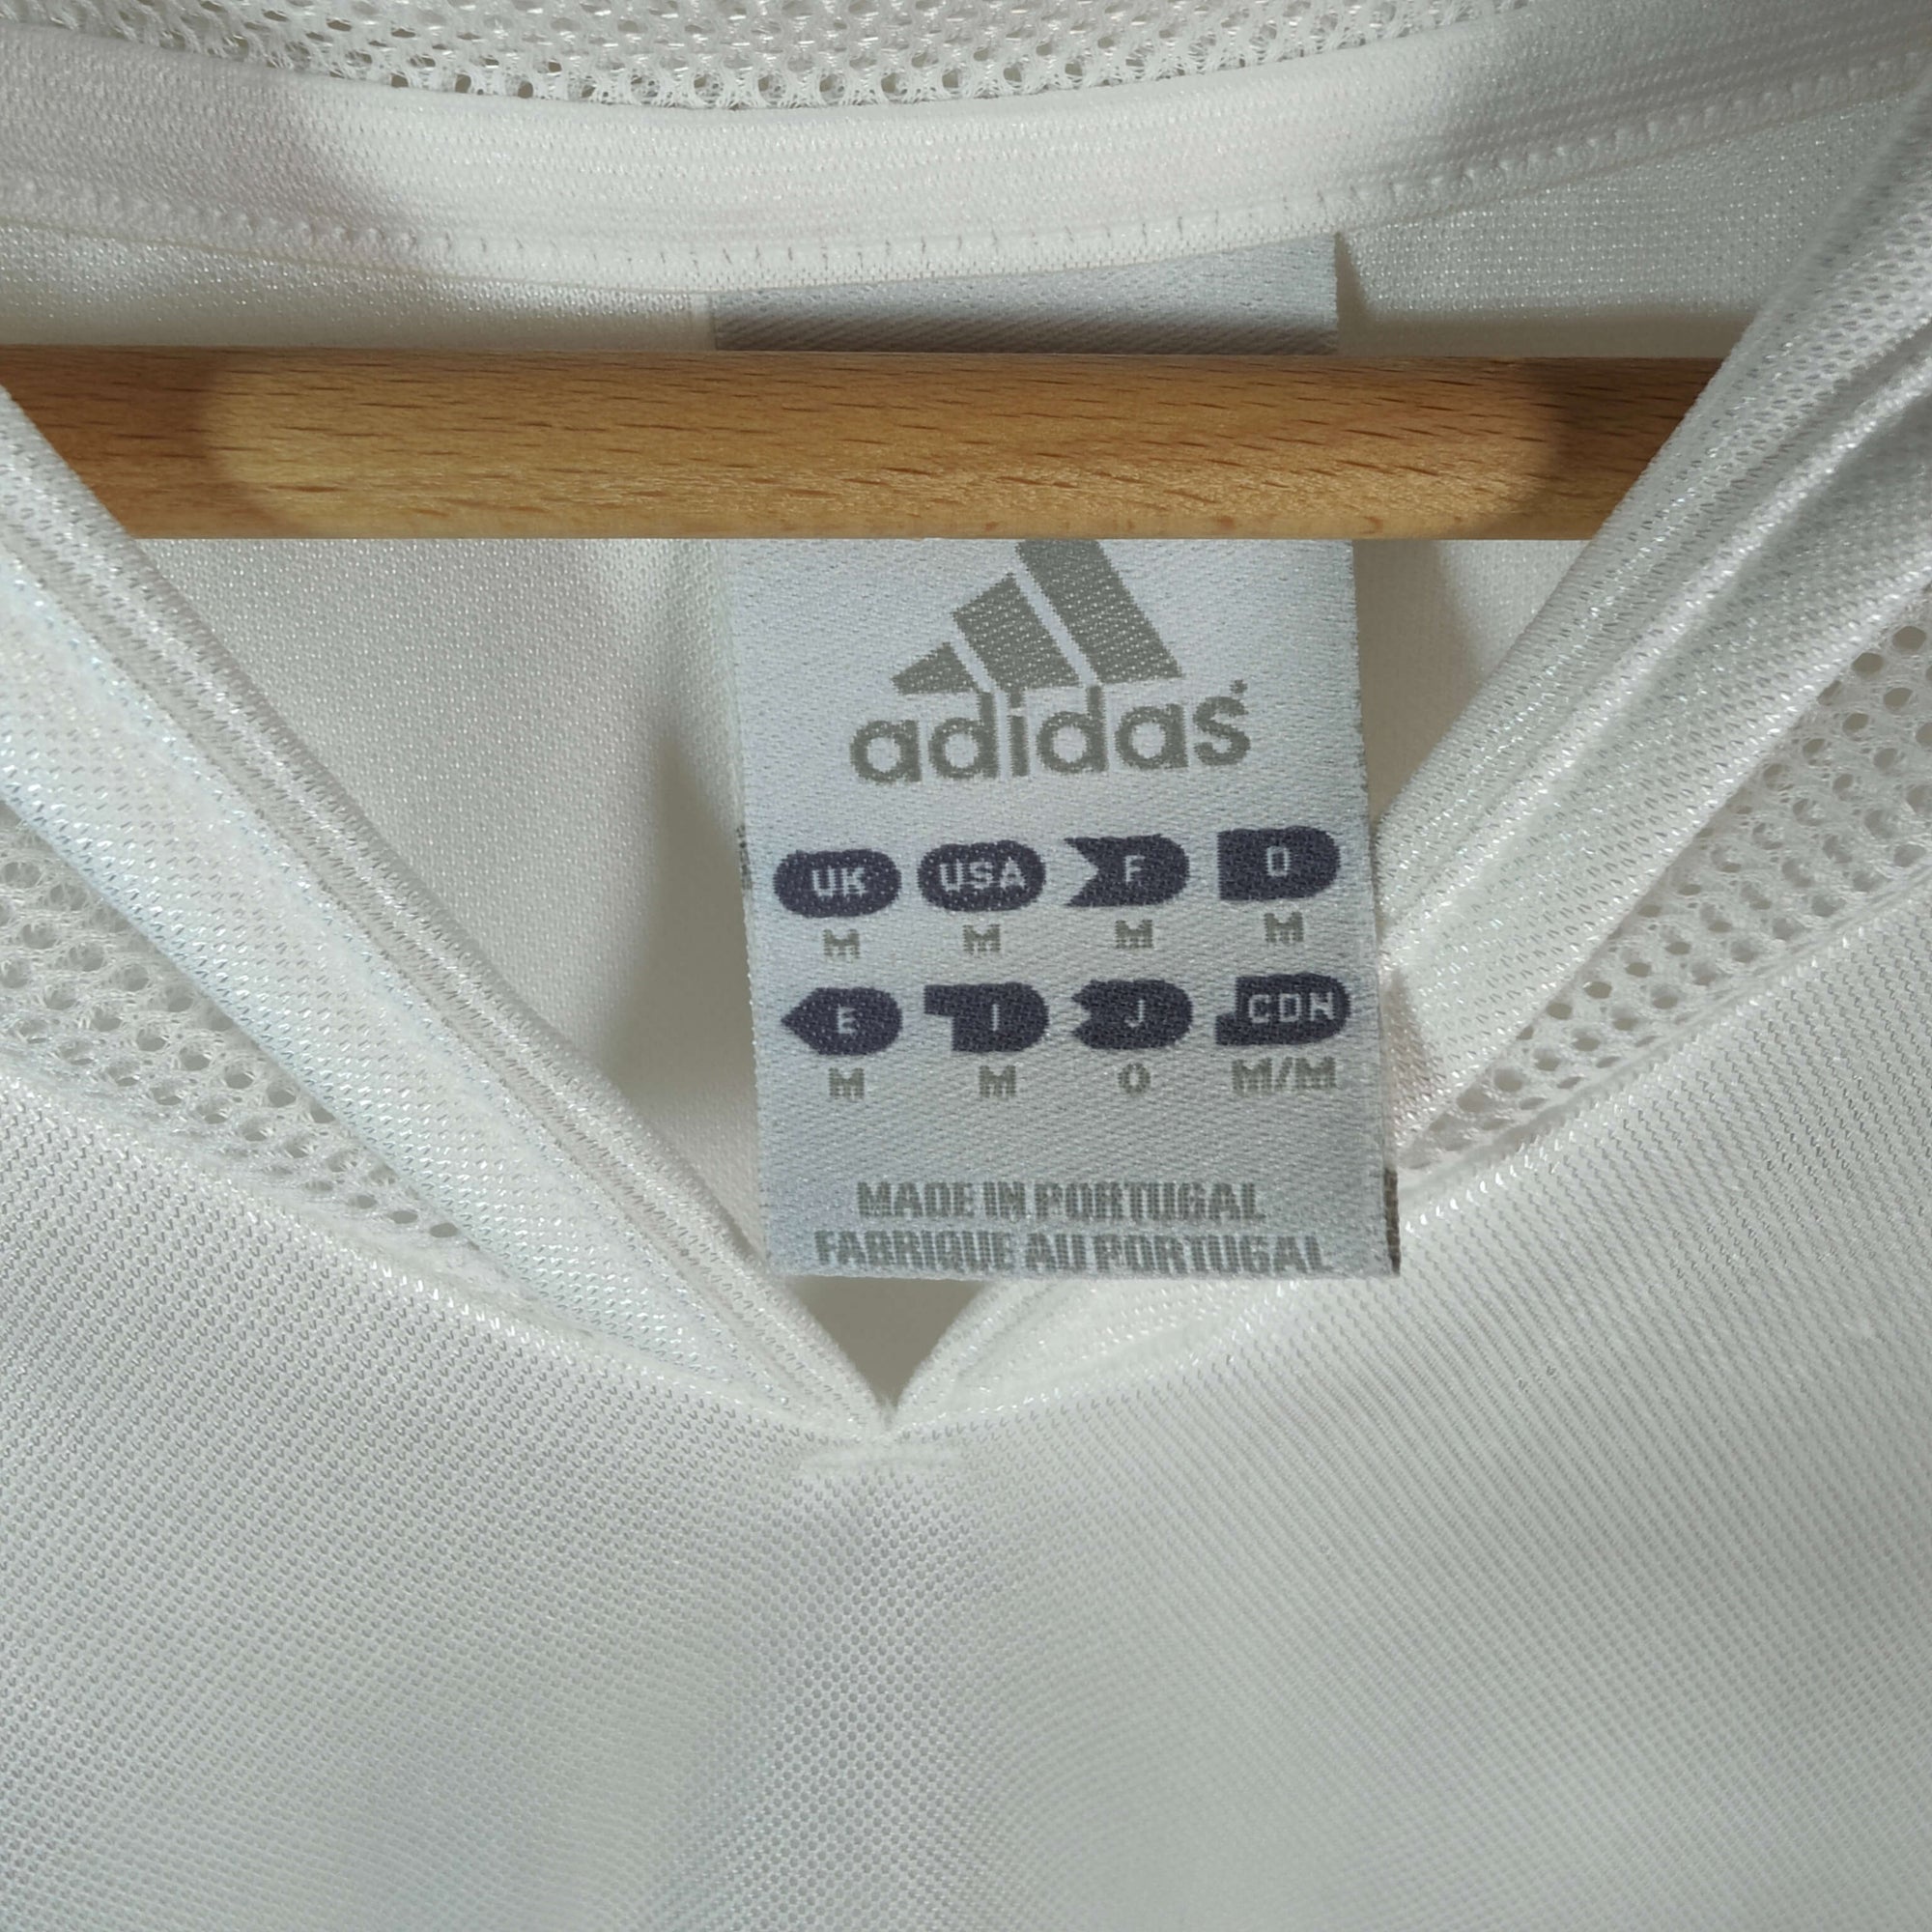 adidas
UK USA F D
M M M M
E I J CDN
M M O M/M
MADE IN PORTUGAL
FABRIQUE AU PORTUGAL